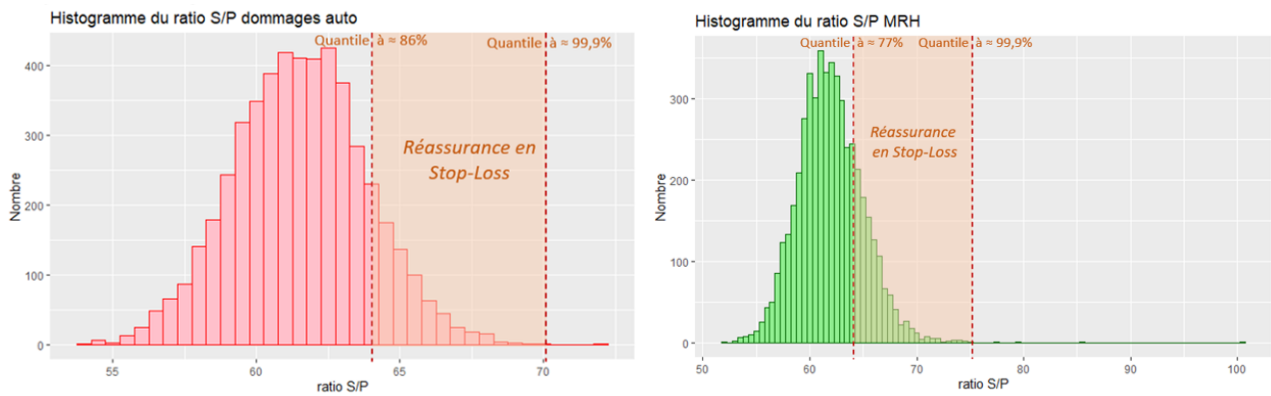 Histogramme du ratio S/P dommages auto
Quantile à ≈ 86%
Quantile à ≈ 99,9%
Réassurance en
Stop-Loss
Nombre
400
300
200
100
0
55
60
65
70
ratio S/P
Histogramme du ratio S/P MRH
Quantile à ≈ 77%
Quantile à ≈ 99,9%
Réassurance
en Stop-Loss
Nombre
300
200
100
0
50
60
70
80
90
100
ratio S/P